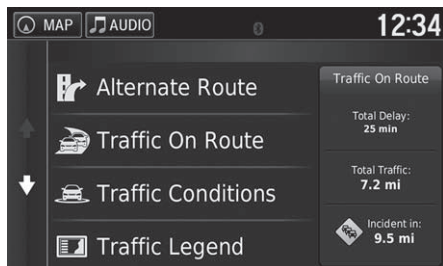 MAP AUDIO 12:34
Alternate Route
Traffic On Route
Traffic Conditions
Traffic Legend
Traffic On Route
Total Delay:
25 min
Total Traffic:
7.2 mi
Incident in:
9.5 mi